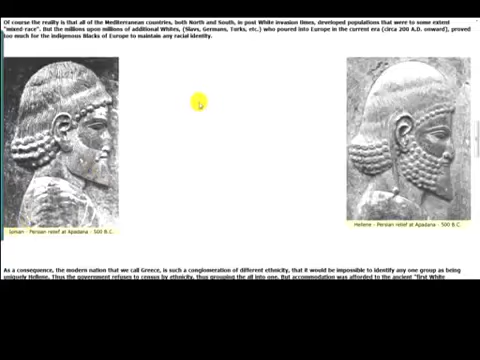 Of course the reality is that all of the Mediterranean countries, both North and South, in post White invasion times, developed populations that were to some extent
"mixed-race". But the millions upon millions of additional Whites, (Slavs, Germans, Turks, etc.) who poured into Europe in the current era (circa 200 A.D. onward), proved
too much for the indigenous Blacks of Europe to maintain any racial identity.
- Persian relief at Apadana - 500 B.C.
Hellene - Persian relief at Apadana - 500 B.C
As a consequence, the modern nation that we call Greece, is such a conglomeration of different ethnicity, that it would be impossible to identify any one group as being
uniquely Hellene. Thus the government refuses to census by ethnicity, thus grouping the all into one. But accommodation was afforded to the ancient "first White